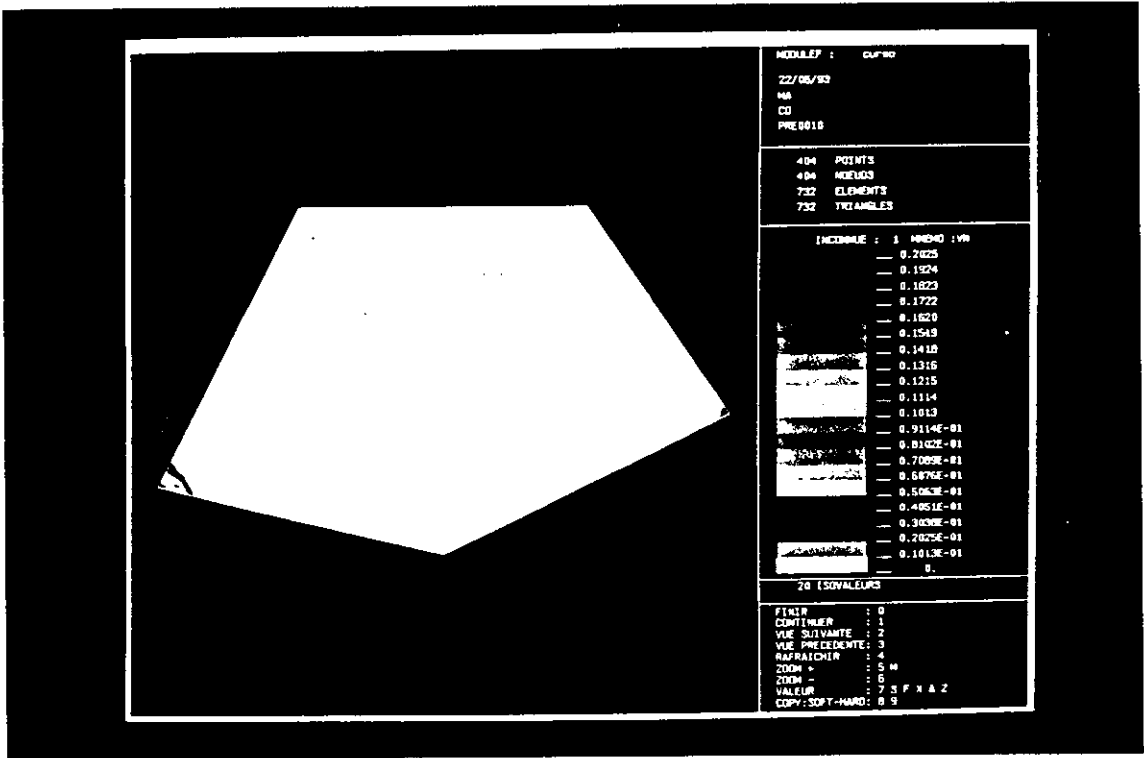 MODULEF : curso
22/06/93
MA
CO
PRE0010
404 POINTS
404 NOEUDS
732 ELEMENTS
732 TRIANGLES
INCONNUE : 1 MNEMO :VN
0.2025
0.1924
0.1823
0.1722
0.1620
0.1519
0.1418
0.1316
0.1215
0.1114
0.1013
0.9114E-01
0.8102E-01
0.7089E-01
0.6076E-01
0.5063E-01
0.4051E-01
0.3038E-01
0.2025E-01
0.1013E-01
0.
20 ISOVALEURS
FINIR : 0
CONTINUER : 1
VUE SUIVANTE : 2
VUE PRECEDENTE: 3
RAFRAICHIR : 4
ZOOM + : 5 M
ZOOM - : 6
VALEUR : 7 3 F X & Z
COPY:SOFT-HARD: 8 9